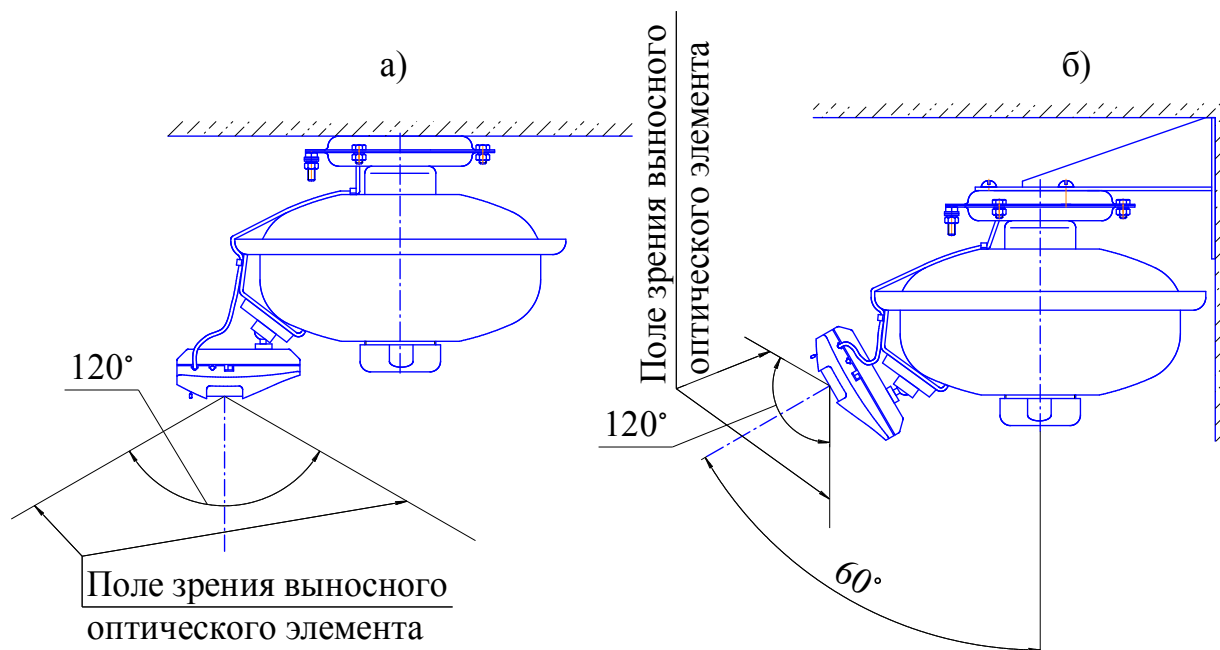 а)
120°
Поле зрения выносного
оптического элемента
б)
Поле зрения выносного
оптического элемента
120°
60°